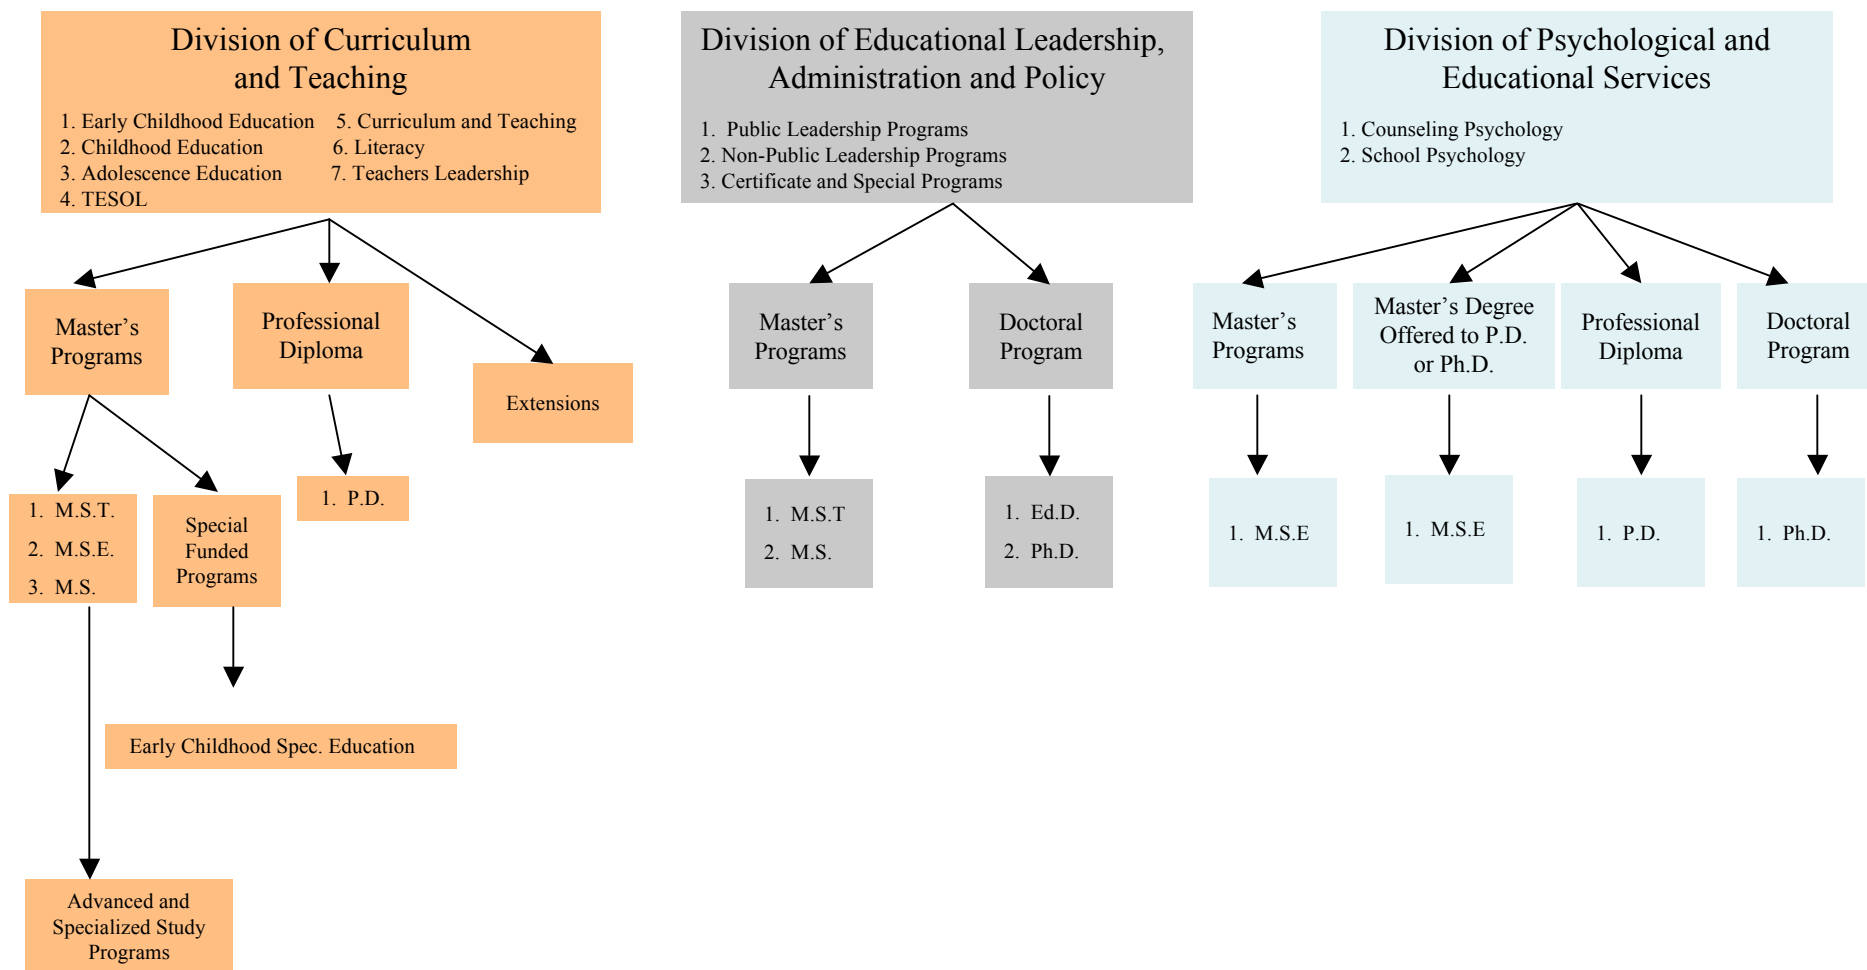 Division of Curriculum
and Teaching
1. Early Childhood Education
2. Childhood Education
3. Adolescence Education
4. TESOL
5. Curriculum and Teaching
6. Literacy
7. Teachers Leadership
Master’s
Programs
Professional
Diploma
Extensions
1. M.S.T.
2. M.S.E.
3. M.S.
Special
Funded
Programs
1. P.D.
Early Childhood Spec. Education
Advanced and
Specialized Study
Programs
Division of Educational Leadership,
Administration and Policy
1. Public Leadership Programs
2. Non-Public Leadership Programs
3. Certificate and Special Programs
Master’s
Programs
Doctoral
Program
1. M.S.T
2. M.S.
1. Ed.D.
2. Ph.D.
Division of Psychological and
Educational Services
1. Counseling Psychology
2. School Psychology
Master’s
Programs
Master’s Degree
Offered to P.D.
or Ph.D.
Professional
Diploma
Doctoral
Program
1. M.S.E
1. M.S.E
1. P.D.
1. Ph.D.